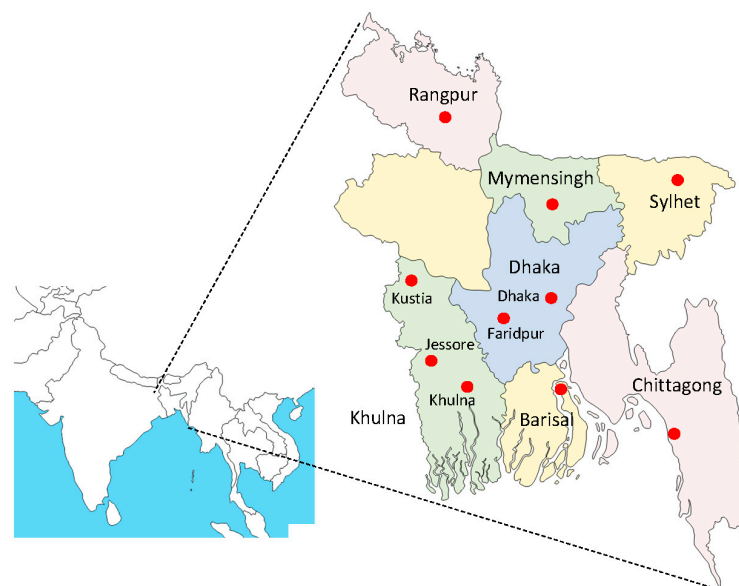 Rangpur
Mymensingh
Sylhet
Dhaka
Dhaka
Kustia
Faridpur
Jessore
Chittagong
Khulna
Khulna
Barisal